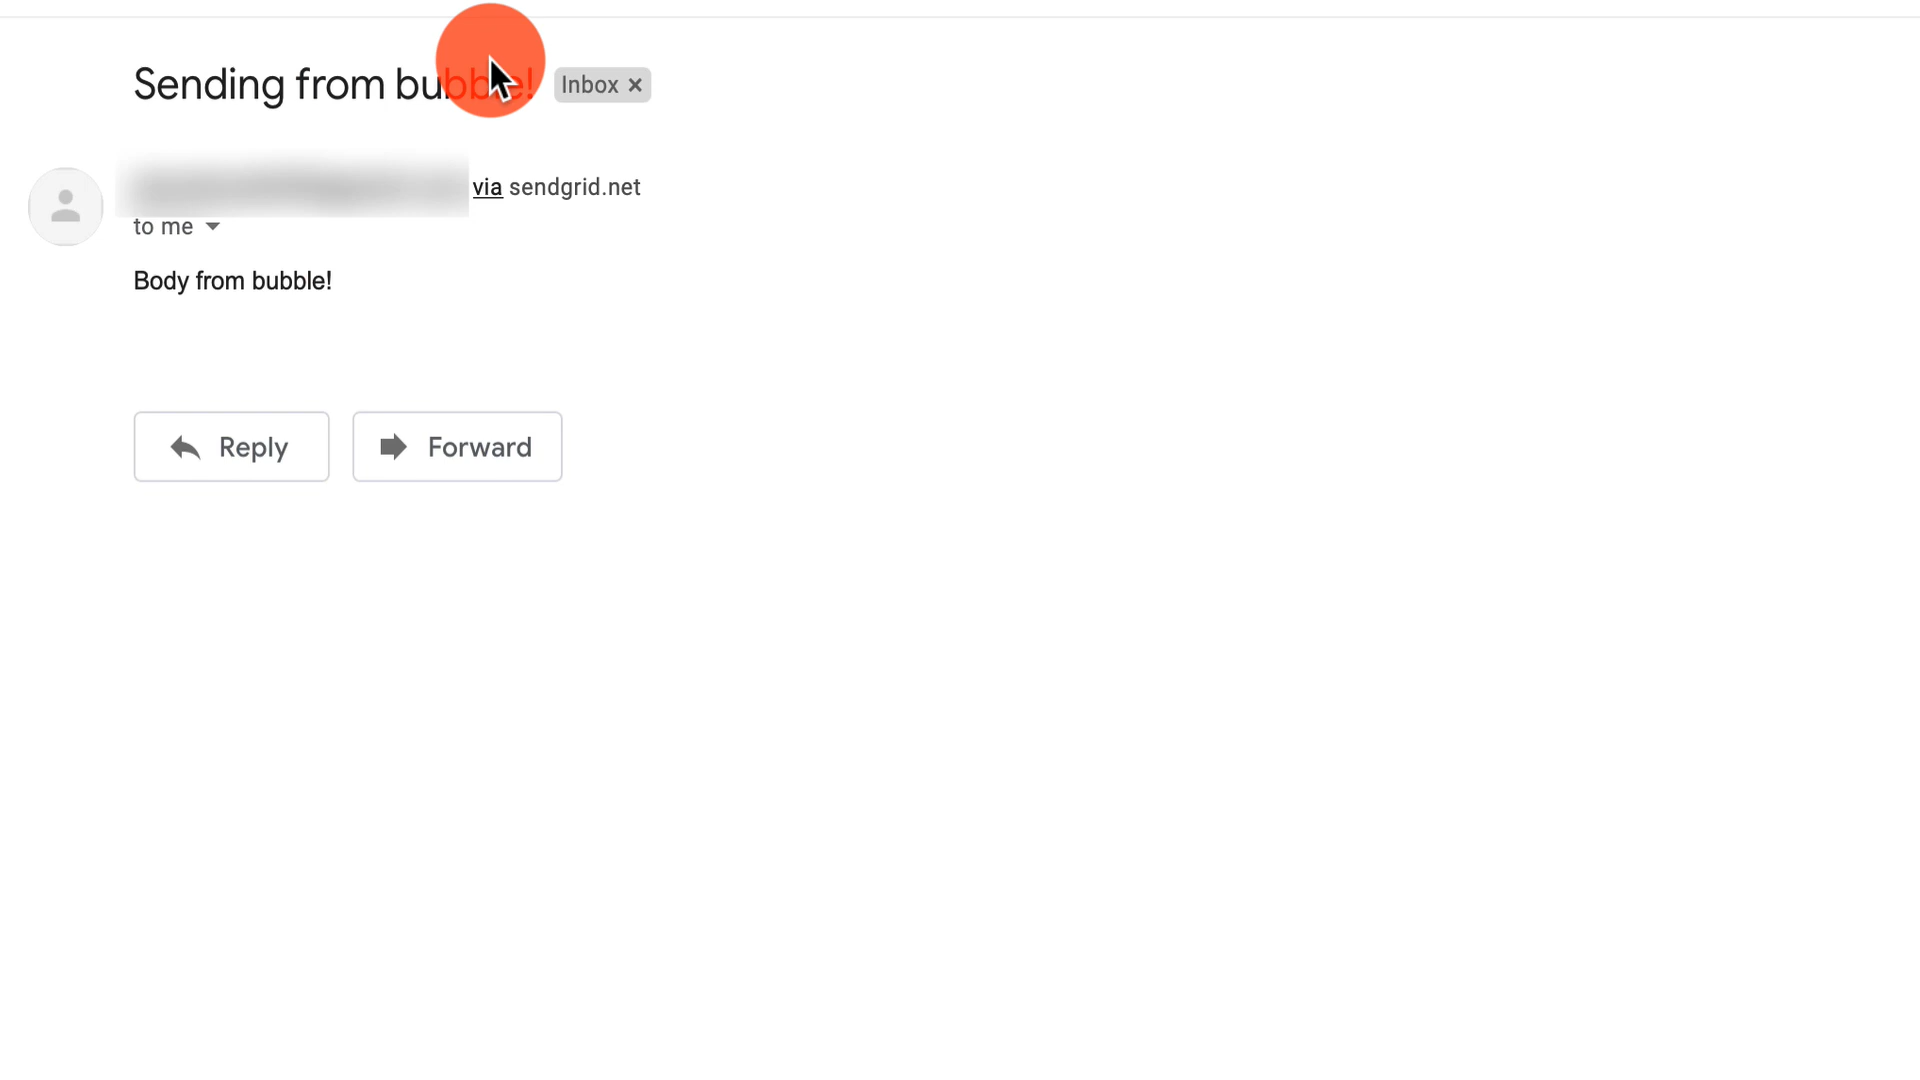 Sending from bubble! Inbox ×
via sendgrid.net
to me
Body from bubble!
Reply Forward